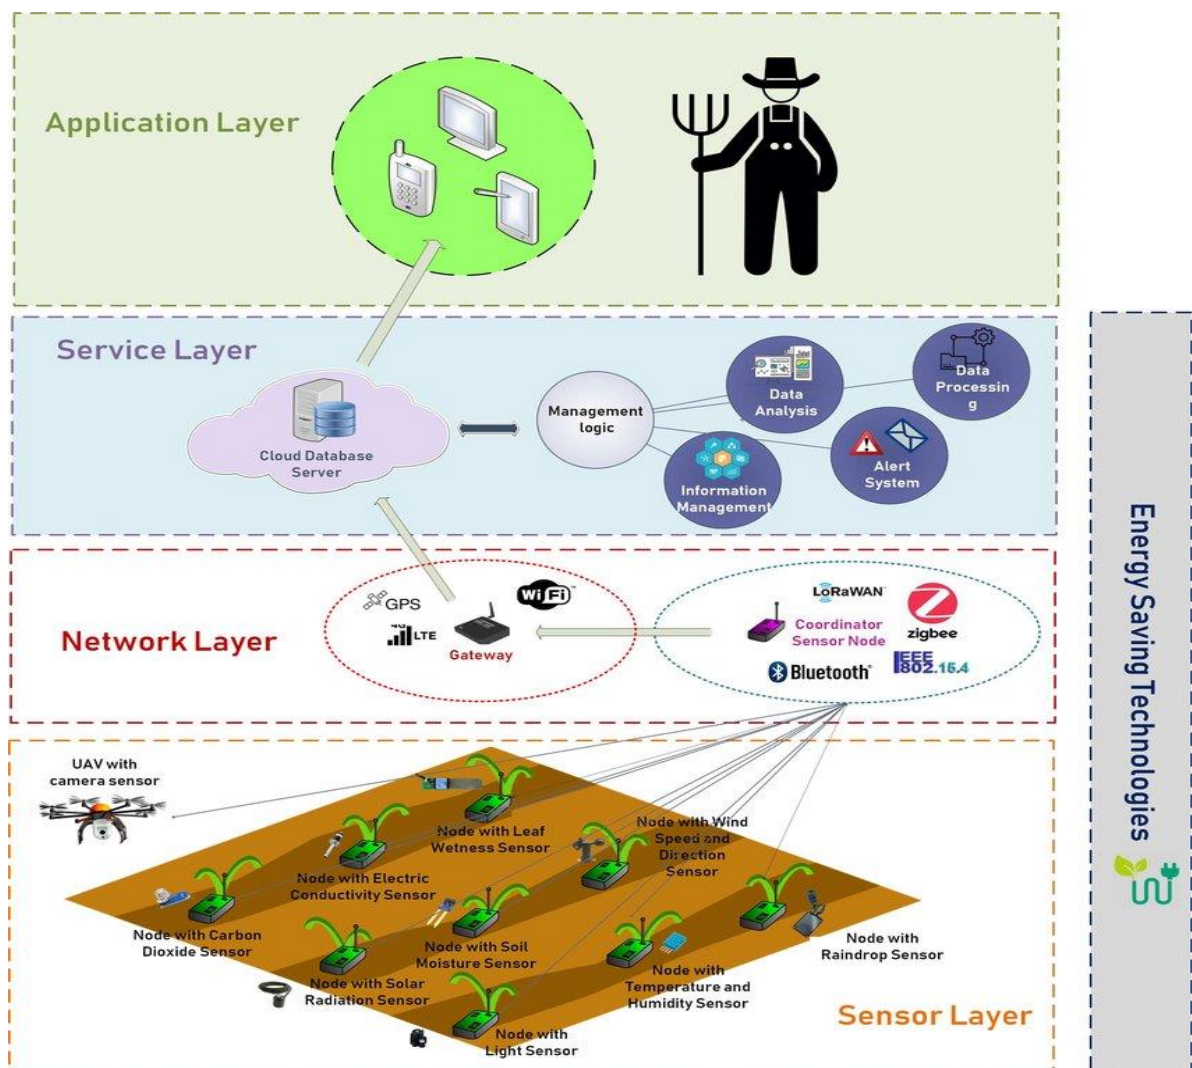 Application Layer
Service Layer
Cloud Database
Server
Management
logic
Data
Analysis
Data
Processin
g
Information
Management
Alert
System
Network Layer
GPS
4G
LTE
WiFi
Gateway
LoRaWAN
Coordinator
Sensor Node
zigbee
Bluetooth
IEEE
802.15.4
UAV with
camera sensor
Node with Leaf
Wetness Sensor
Node with Wind
Speed and
Direction
Sensor
Node with Electric
Conductivity Sensor
Node with Carbon
Dioxide Sensor
Node with Soil
Moisture Sensor
Node with
Raindrop Sensor
Node with Solar
Radiation Sensor
Node with
Temperature and
Humidity Sensor
Node with
Light Sensor
Sensor Layer
Energy Saving Technologies